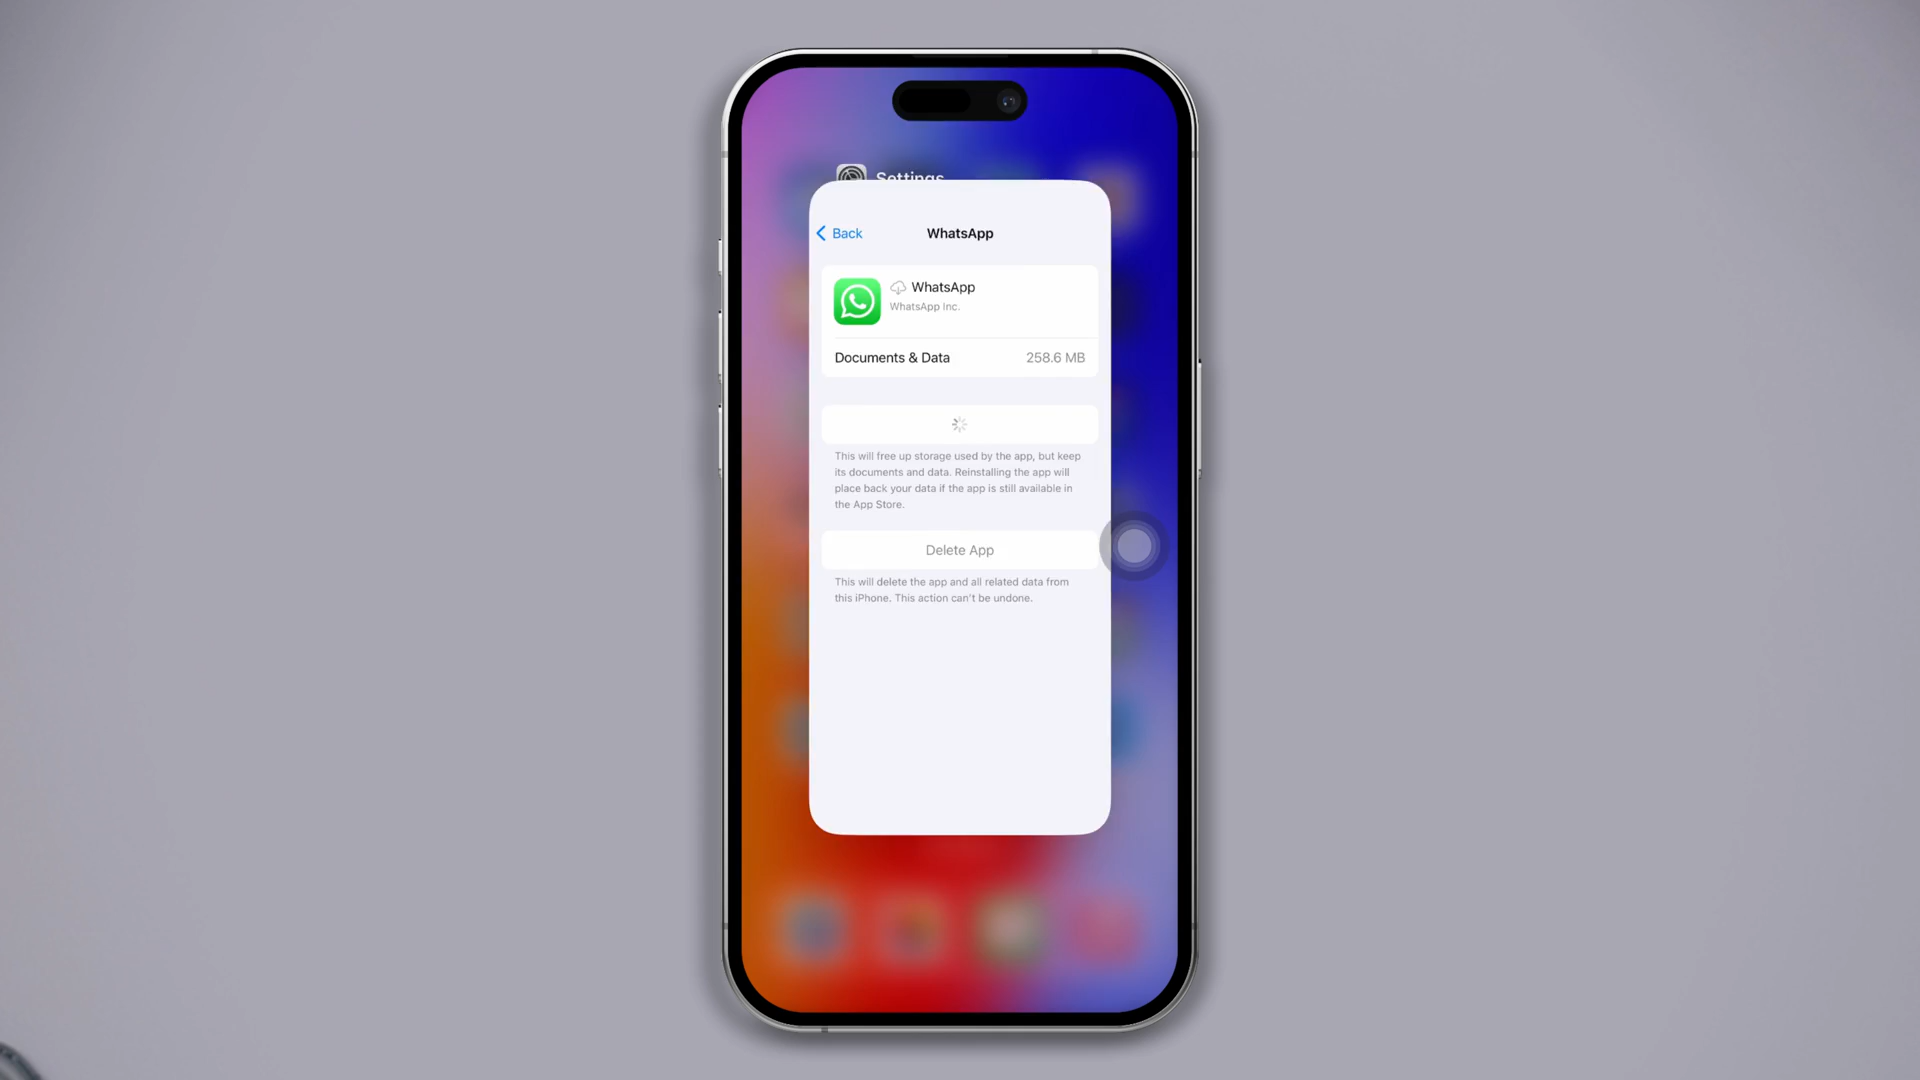 Settings
Back
WhatsApp
WhatsApp
WhatsApp Inc.
Documents & Data 258.6 MB
This will free up storage used by the app, but keep
its documents and data. Reinstalling the app will
place back your data if the app is still available in
the App Store.
Delete App
This will delete the app and all related data from
this iPhone. This action can't be undone.